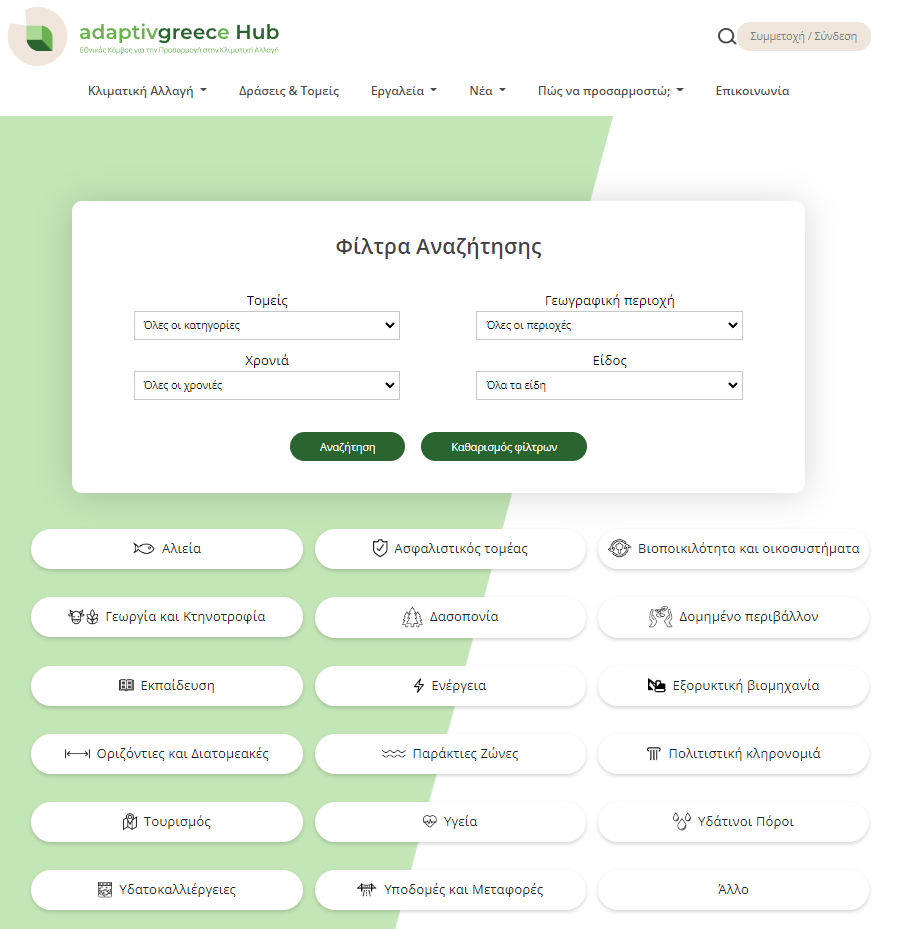 adaptivgreece Hub
Εθνικός Κόμβος για την Προσαρμογή στην Κλιματική Αλλαγή
Συμμετοχή / Σύνδεση
Κλιματική Αλλαγή Δράσεις & Τομείς Εργαλεία Νέα Πώς να προσαρμοστώ; Επικοινωνία
Φίλτρα Αναζήτησης
Τομείς Γεωγραφική περιοχή
Όλες οι κατηγορίες Όλες οι περιοχές
Χρονιά Είδος
Όλες οι χρονιές Όλα τα είδη
Αναζήτηση Καθαρισμός φίλτρων
Αλιεία Ασφαλιστικός τομέας Βιοποικιλότητα και οικοσυστήματα
Γεωργία και Κτηνοτροφία Δασοπονία Δομημένο περιβάλλον
Εκπαίδευση Ενέργεια Εξορυκτική βιομηχανία
Οριζόντιες και Διατομεακές Παράκτιες Ζώνες Πολιτιστική κληρονομιά
Τουρισμός Υγεία Υδάτινοι Πόροι
Υδατοκαλλιέργειες Υποδομές και Μεταφορές Άλλο